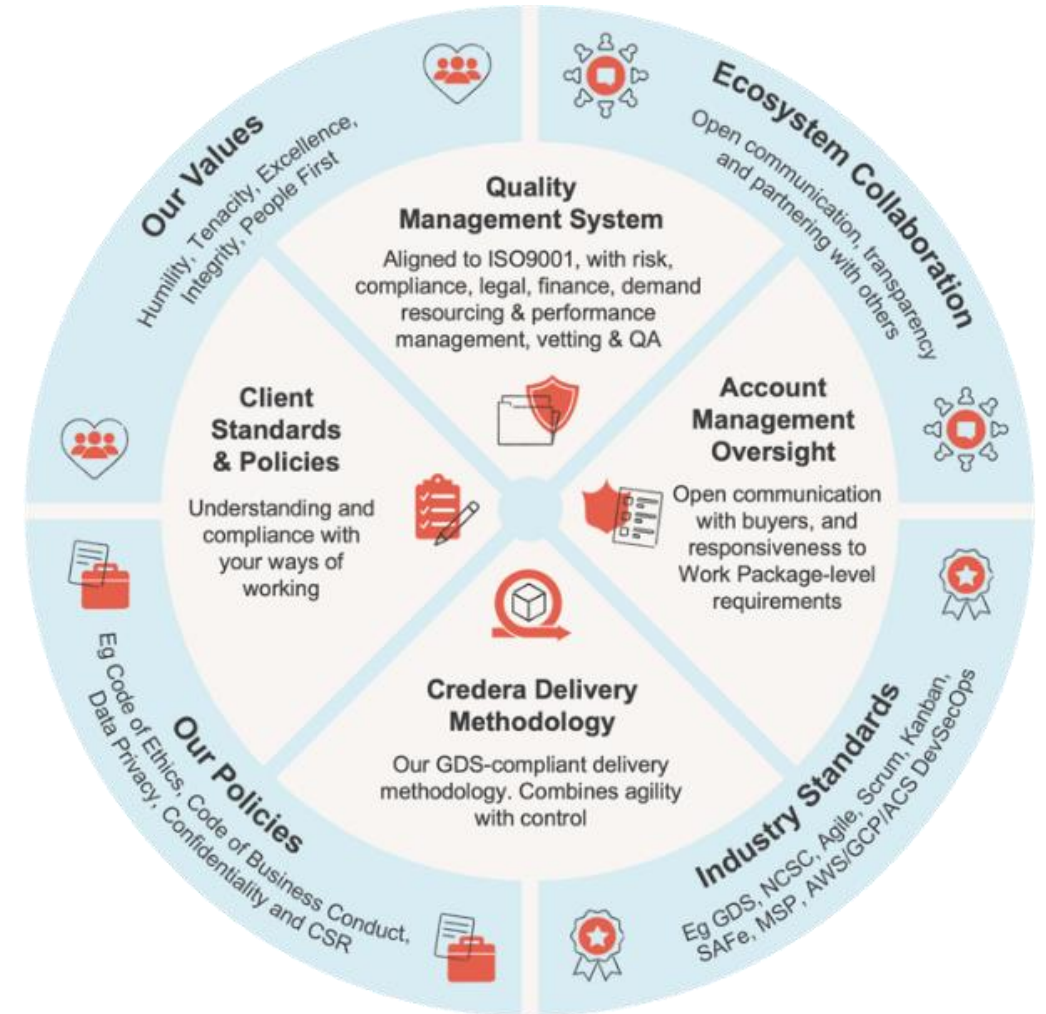 Our Values
Humility, Tenacity, Excellence,
Integrity, People First
Ecosystem Collaboration
Open communication, transparency
and partnering with others
Quality
Management System
Aligned to ISO9001, with risk,
compliance, legal, finance, demand
resourcing & performance
management, vetting & QA
Client
Standards
& Policies
Understanding and
compliance with
your ways of
working
Account
Management
Oversight
Open communication
with buyers, and
responsiveness to
Work Package-level
requirements
Credera Delivery
Methodology
Our GDS-compliant delivery
methodology. Combines agility
with control
Our Policies
Eg Code of Ethics, Code of Business Conduct,
Data Privacy, Confidentiality and CSR
Industry Standards
Eg GDS, NCSC, Agile, Scrum, Kanban,
SAFe, MSP, AWS/GCP/ACS DevSecOps